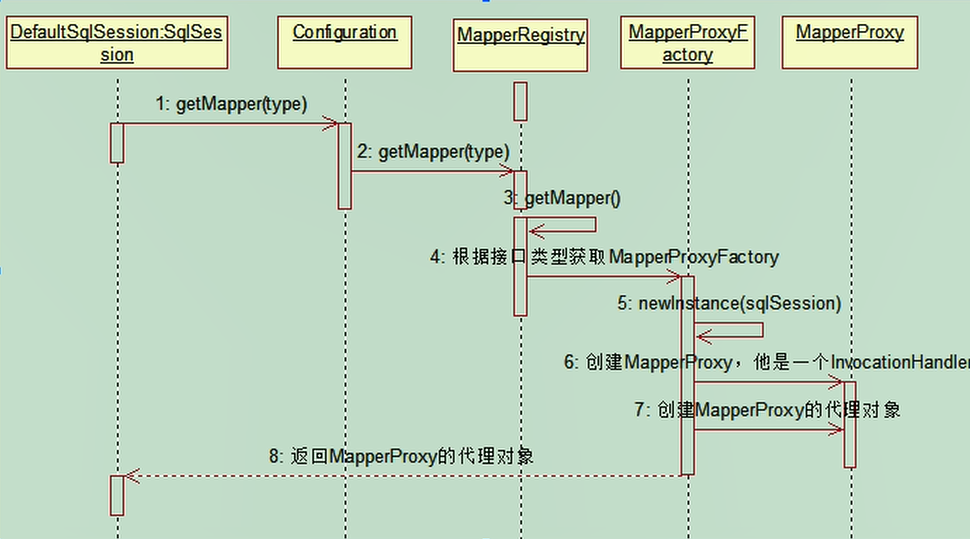 DefaultSqlSession:SqlSes
sion
Configuration
MapperRegistry
MapperProxyF
actory
MapperProxy
1: getMapper(type)
2: getMapper(type)
3: getMapper()
4: 根据接口类型获取MapperProxyFactory
5: newInstance(sqlSession)
6: 创建MapperProxy，他是一个InvocationHandler
7: 创建MapperProxy的代理对象
8: 返回MapperProxy的代理对象